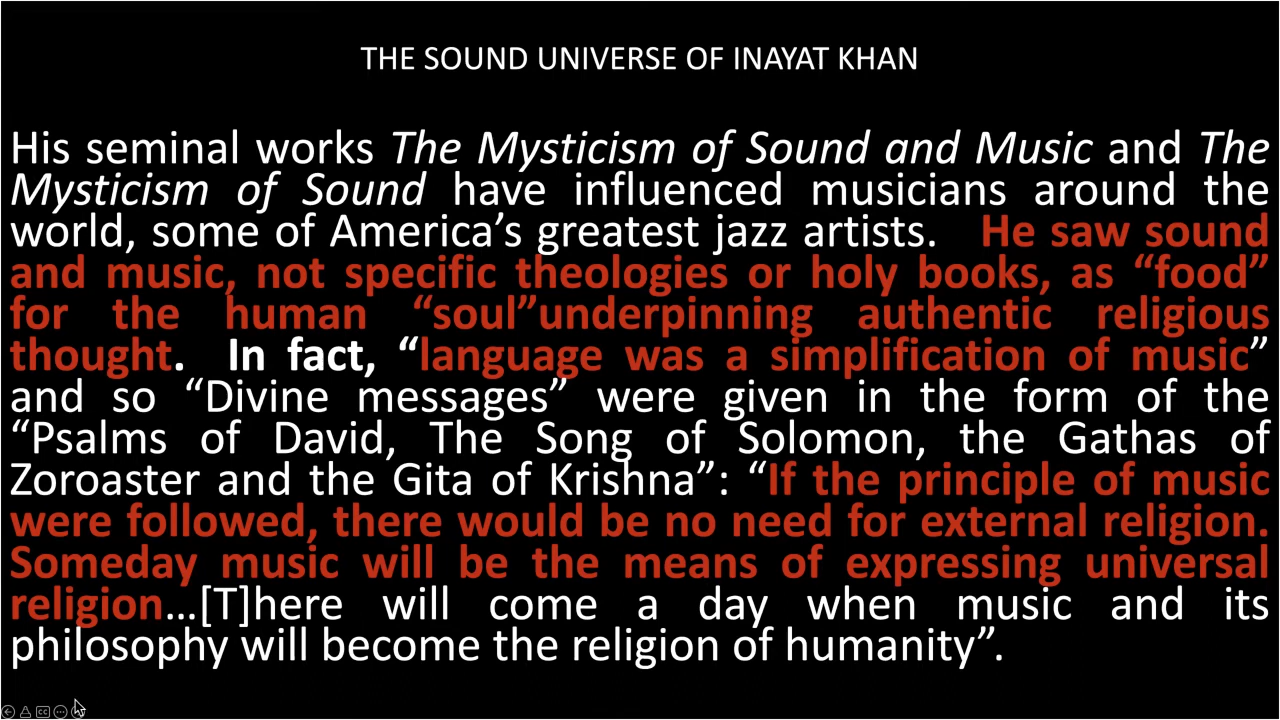 THE SOUND UNIVERSE OF INAYAT KHAN
His seminal works The Mysticism of Sound and Music and The
Mysticism of Sound have influenced musicians around the
world, some of America’s greatest jazz artists. He saw sound
and music, not specific theologies or holy books, as “food”
for the human “soul”underpinning authentic religious
thought. In fact, “language was a simplification of music”
and so “Divine messages” were given in the form of the
“Psalms of David, The Song of Solomon, the Gathas of
Zoroaster and the Gita of Krishna”: “If the principle of music
were followed, there would be no need for external religion.
Someday music will be the means of expressing universal
religion…[T]here will come a day when music and its
philosophy will become the religion of humanity”.